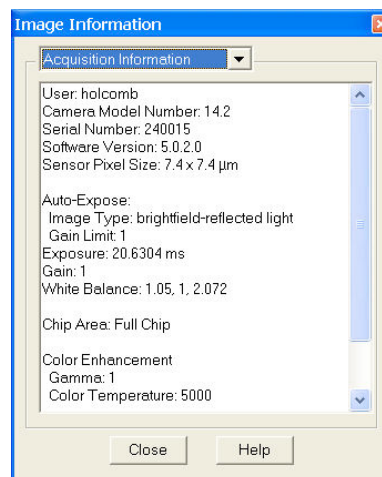 Image Information
Acquisition Information
User: holcomb
Camera Model Number: 14.2
Serial Number: 240015
Software Version: 5.0.2.0
Sensor Pixel Size: 7.4 x 7.4 µm
Auto-Expose:
Image Type: brightfield-reflected light
Gain Limit: 1
Exposure: 20.6304 ms
Gain: 1
White Balance: 1.05, 1, 2.072
Chip Area: Full Chip
Color Enhancement
Gamma: 1
Color Temperature: 5000
Close
Help